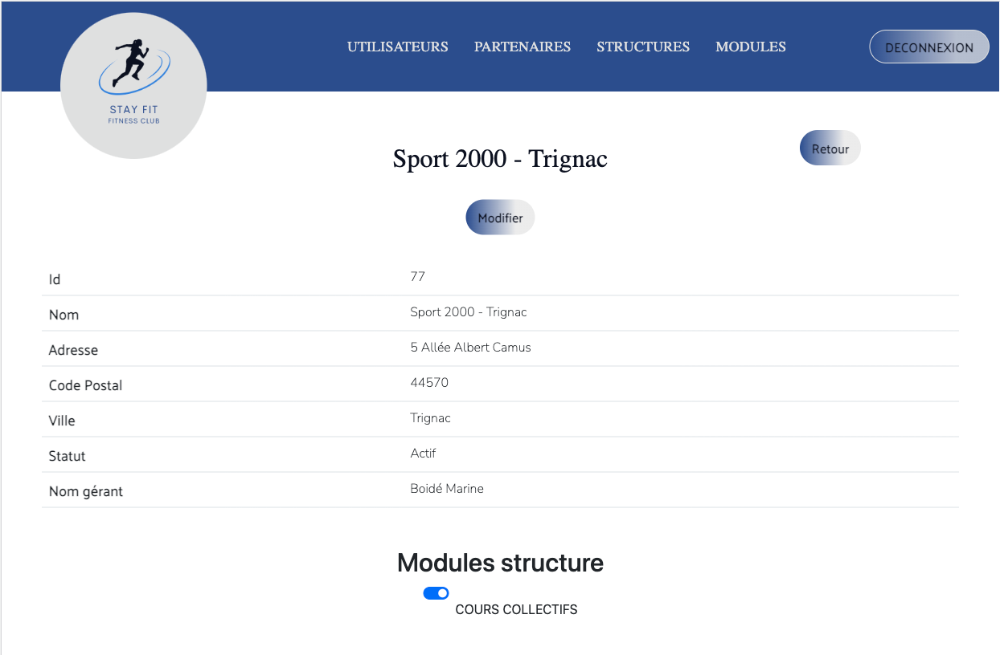 UTILISATEURS PARTENAIRES STRUCTURES MODULES DECONNEXION
STAY FIT
FITNESS CLUB
Retour
Sport 2000 - Trignac
Modifier
Id 77
Nom Sport 2000 - Trignac
Adresse 5 Allée Albert Camus
Code Postal 44570
Ville Trignac
Statut Actif
Nom gérant Boidé Marine
Modules structure
COURS COLLECTIFS